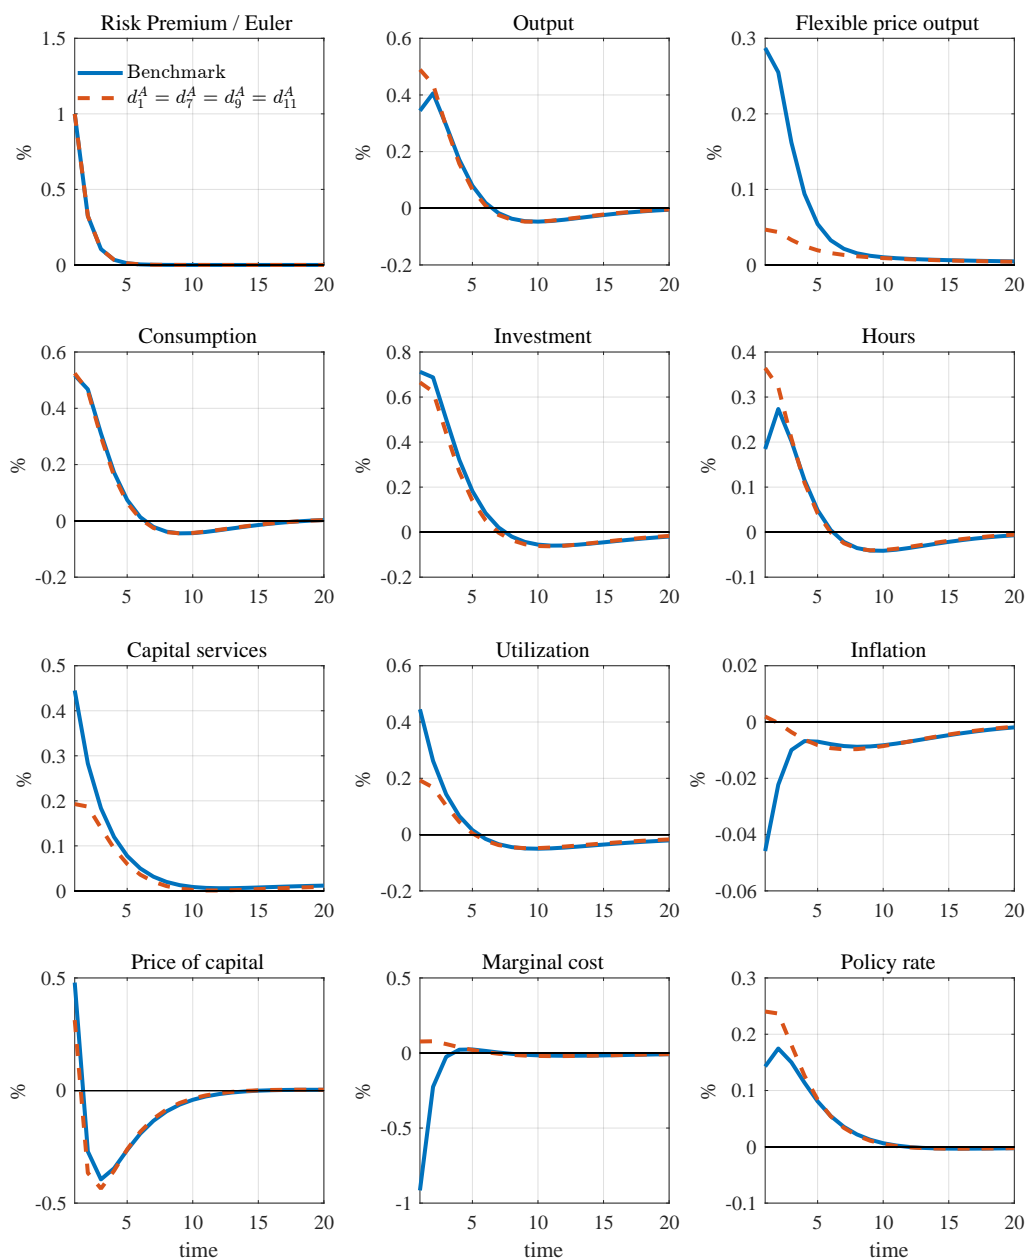 Risk Premium / Euler
1.5
1
0.5
0
%
5 10 15 20
Benchmark
d₁ᴬ = d₇ᴬ = d₉ᴬ = d₁₁ᴬ
Output
0.6
0.4
0.2
0
-0.2
%
5 10 15 20
Flexible price output
0.3
0.2
0.1
0
%
5 10 15 20
Consumption
0.6
0.4
0.2
0
-0.2
%
5 10 15 20
Investment
0.8
0.6
0.4
0.2
0
-0.2
%
5 10 15 20
Hours
0.4
0.3
0.2
0.1
0
-0.1
%
5 10 15 20
Capital services
0.5
0.4
0.3
0.2
0.1
0
%
5 10 15 20
Utilization
0.6
0.4
0.2
0
-0.2
%
5 10 15 20
Inflation
0.02
0
-0.02
-0.04
-0.06
%
5 10 15 20
Price of capital
0.5
0
-0.5
%
5 10 15 20
time
Marginal cost
0.5
0
-0.5
-1
%
5 10 15 20
time
Policy rate
0.3
0.2
0.1
0
-0.1
%
5 10 15 20
time